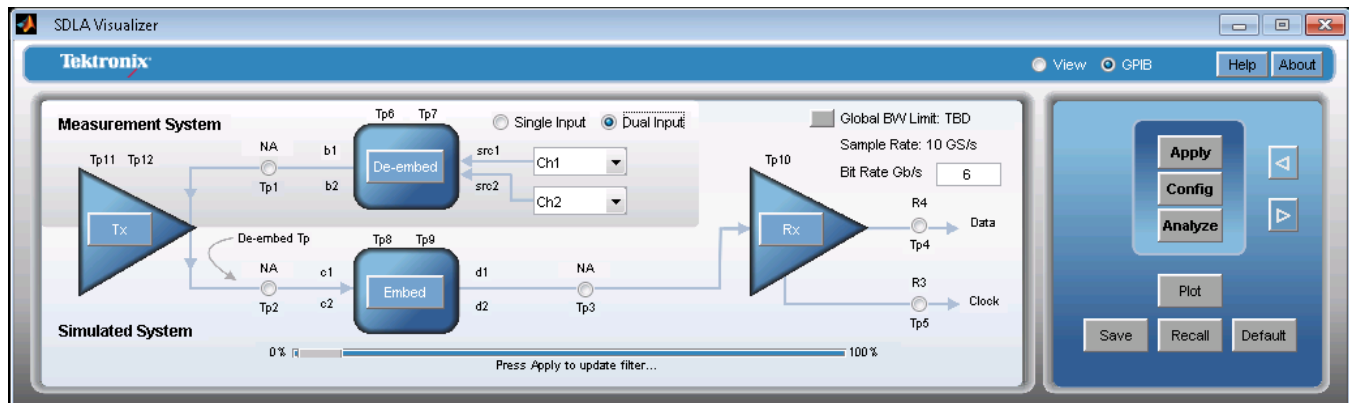 SDLA Visualizer
Tektronix
View GPIB Help About
Measurement System
Tp11 Tp12
Tx
NA
Tp1
b1
b2
Tp6 Tp7
De-embed
Single Input Dual Input
src1
src2
Ch1
Ch2
Global BW Limit: TBD
Sample Rate: 10 GS/s
Bit Rate Gb/s 6
De-embed Tp
NA
Tp2
c1
c2
Tp8 Tp9
Embed
d1
d2
NA
Tp3
Tp10
Rx
R4
Tp4
Data
R3
Tp5
Clock
Simulated System
0% 100%
Press Apply to update filter...
Apply
Config
Analyze
Plot
Save Recall Default